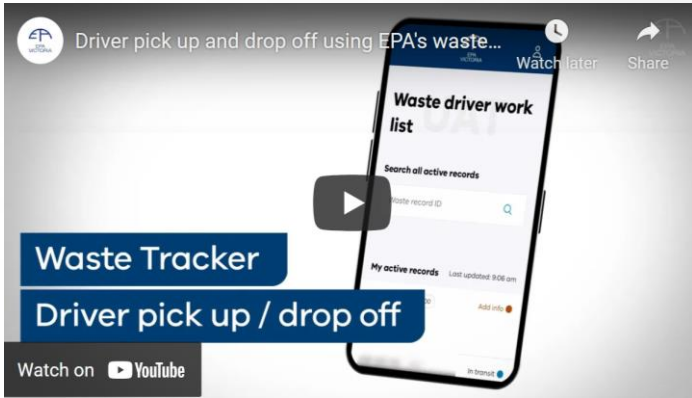 EPA
VICTORIA
Driver pick up and drop off using EPA's waste...
Watch later
Share
EPA
VICTORIA
Waste driver work
list
UAT
Search all active records
Waste record ID
My active records
Last updated: 9:06 am
Add info
In transit
Waste Tracker
Driver pick up / drop off
Watch on YouTube